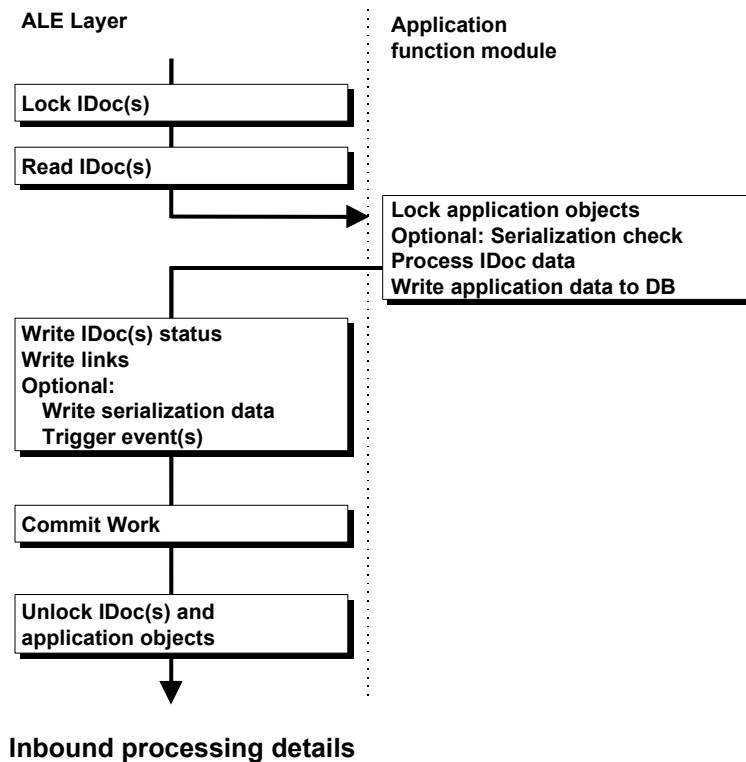 ALE Layer
Application
function module
Lock IDoc(s)
Read IDoc(s)
Lock application objects
Optional: Serialization check
Process IDoc data
Write application data to DB
Write IDoc(s) status
Write links
Optional:
Write serialization data
Trigger event(s)
Commit Work
Unlock IDoc(s) and
application objects
Inbound processing details